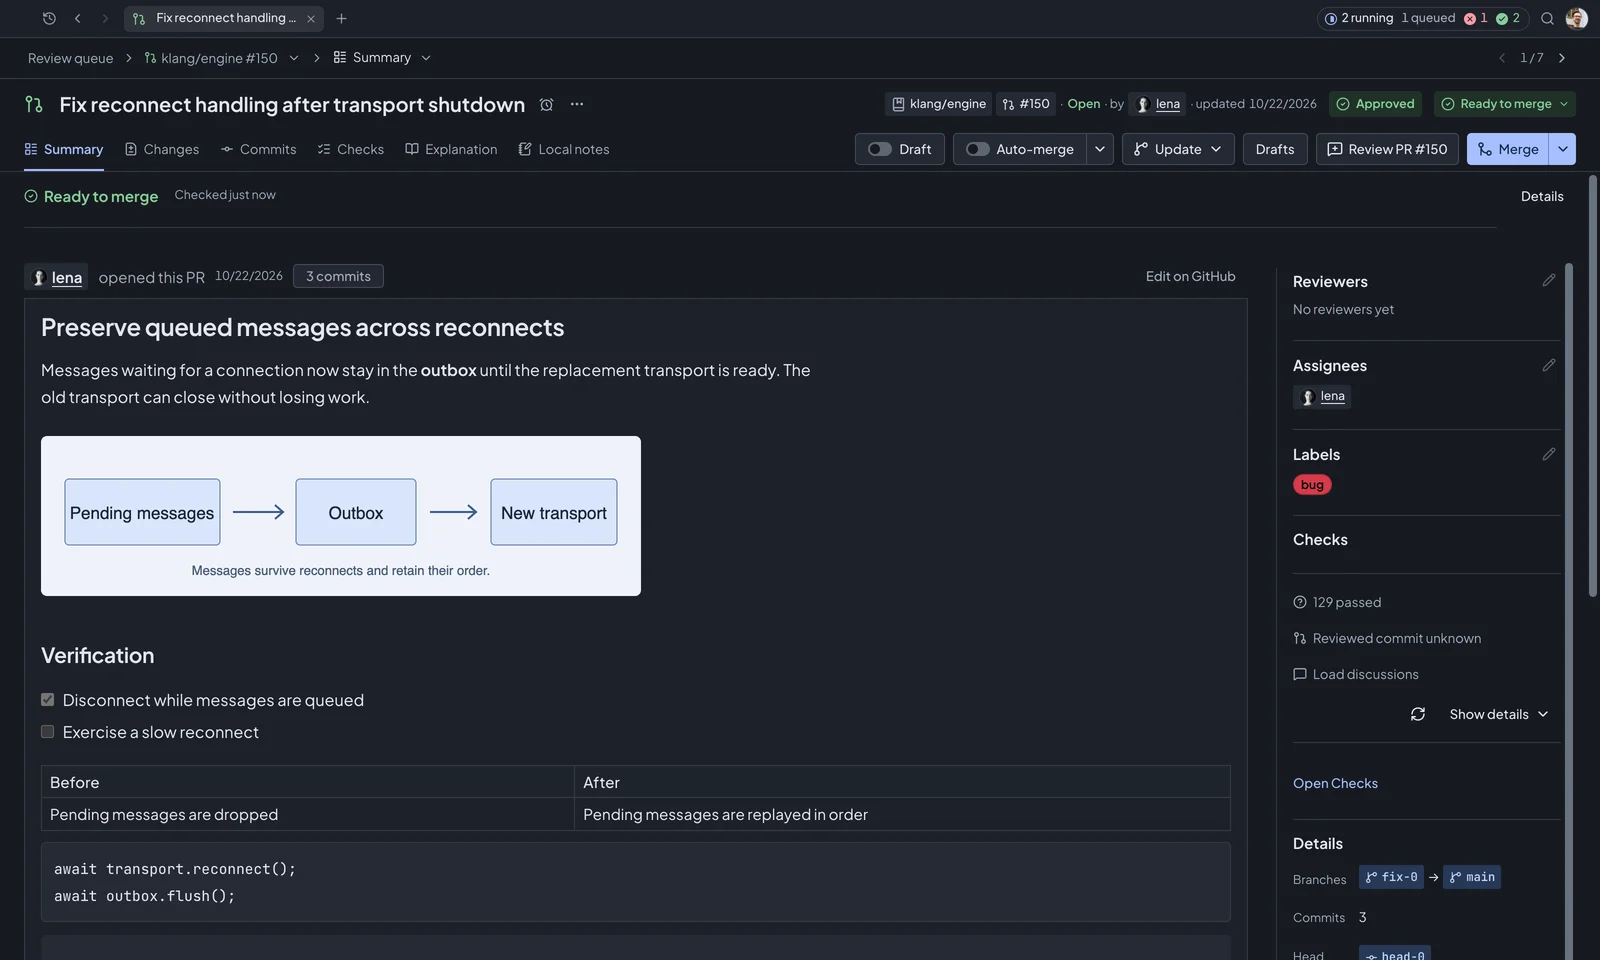 Fix reconnect handling ...
2 running 1 queued 1 2
Review queue klang/engine #150 Summary
1/7
Fix reconnect handling after transport shutdown
klang/engine #150 · Open · by lena · updated 10/22/2026 Approved Ready to merge
Summary Changes Commits Checks Explanation Local notes
Draft Auto-merge Update Drafts Review PR #150 Merge
Ready to merge Checked just now
Details
lena opened this PR 10/22/2026 3 commits
Edit on GitHub
Preserve queued messages across reconnects
Messages waiting for a connection now stay in the outbox until the replacement transport is ready. The
old transport can close without losing work.
Pending messages Outbox New transport
Messages survive reconnects and retain their order.
Verification
Disconnect while messages are queued
Exercise a slow reconnect
Before After
Pending messages are dropped Pending messages are replayed in order
await transport.reconnect();
await outbox.flush();
Reviewers
No reviewers yet
Assignees
lena
Labels
bug
Checks
129 passed
Reviewed commit unknown
Load discussions
Show details
Open Checks
Details
Branches fix-0 → main
Commits 3
Head head-0